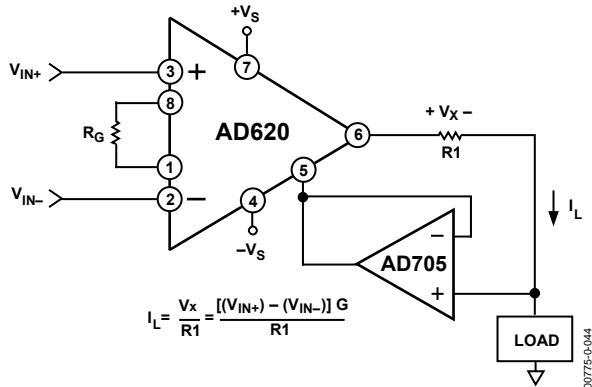 +VS
VIN+
3
+
7
8
RG
AD620
6
+ VX –
R1
1
5
VIN–
2
–
4
–VS
IL
–
AD705
+
IL = Vx / R1 = [(VIN+) – (VIN–)] G / R1
LOAD
00775-0-044